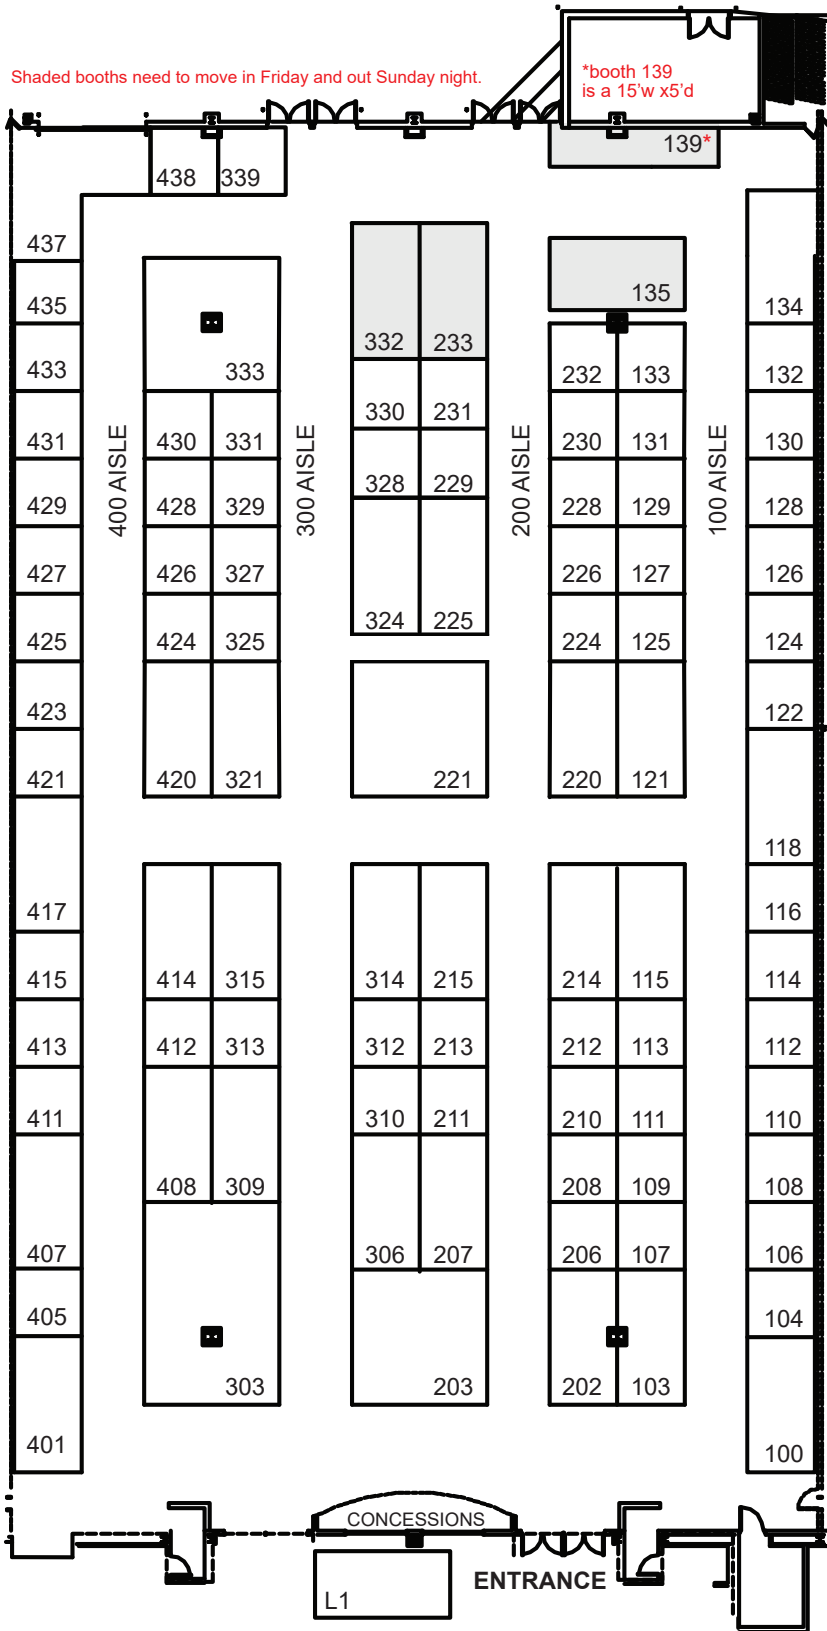 Shaded booths need to move in Friday and out Sunday night.
*booth 139
is a 15'w x5'd
139*
438 339
437
135
435 134
332 233
433 333 232 133 132
330 231
431 430 331 230 131 130
400 AISLE
300 AISLE
200 AISLE
100 AISLE
328 229
429 428 329 228 129 128
427 426 327 226 127 126
324 225
425 424 325 224 125 124
423 122
421 420 321 221 220 121
118
417 116
415 414 315 314 215 214 115 114
413 412 313 312 213 212 113 112
411 310 211 210 111 110
408 309 208 109 108
407 306 207 206 107 106
405 104
303 203 202 103
401 100
CONCESSIONS
ENTRANCE
L1